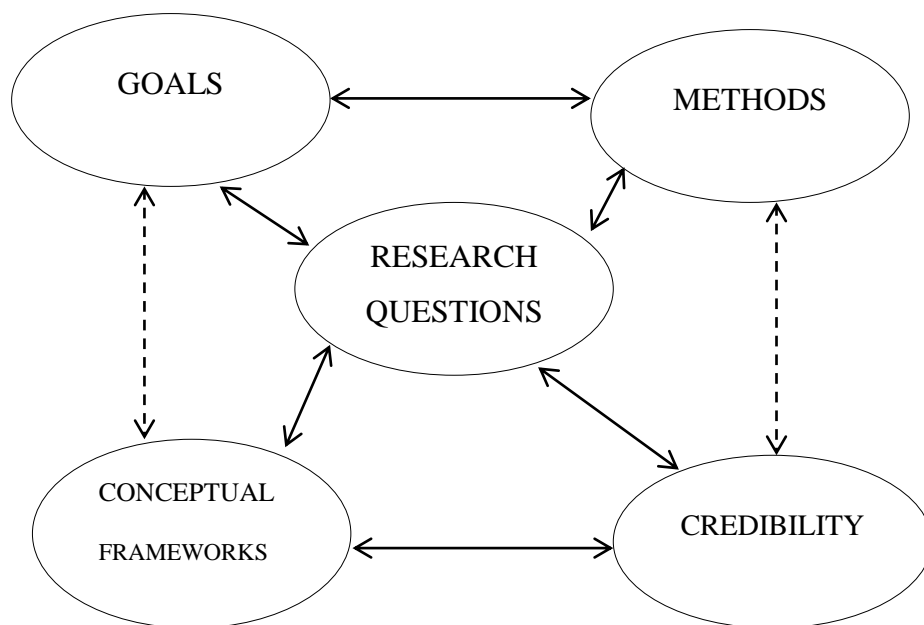 GOALS
METHODS
RESEARCH
QUESTIONS
CONCEPTUAL
FRAMEWORKS
CREDIBILITY